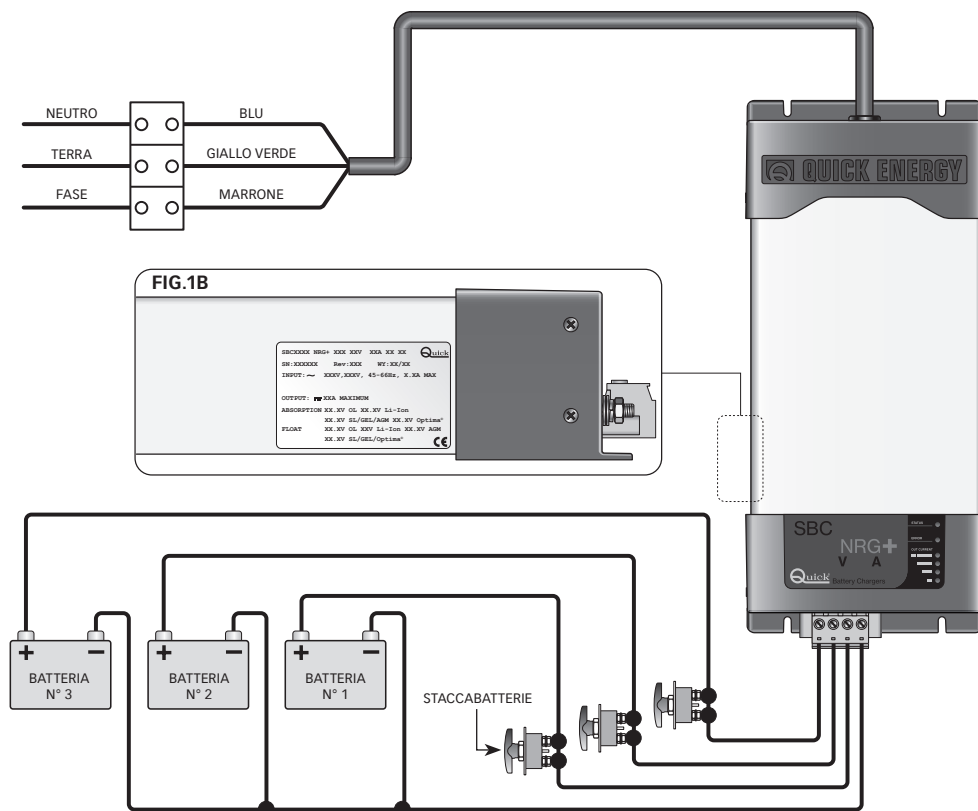 NEUTRO
BLU
TERRA
GIALLO VERDE
FASE
MARRONE
QUICK ENERGY
FIG.1B
SBCXXXX NRG+ XXX XXV XXA XX XX Quick
SN:XXXXXX Rev:XXX WY:XX/XX
INPUT: ~ XXXV,XXXV, 45-66Hz, X.XA MAX
OUTPUT: XXA MAXIMUM
ABSORPTION XX.XV OL XX.XV Li-Ion
XX.XV SL/GEL/AGM XX.XV Optima®
FLOAT XX.XV OL XXV Li-Ion XX.XV AGM
XX.XV SL/GEL/Optima®
CE
SBC
NRG+
V A
Quick® Battery Chargers
STATUS
OUT CURRENT
+ −
BATTERIA
N° 3
+ −
BATTERIA
N° 2
+ −
BATTERIA
N° 1
STACCABATTERIE